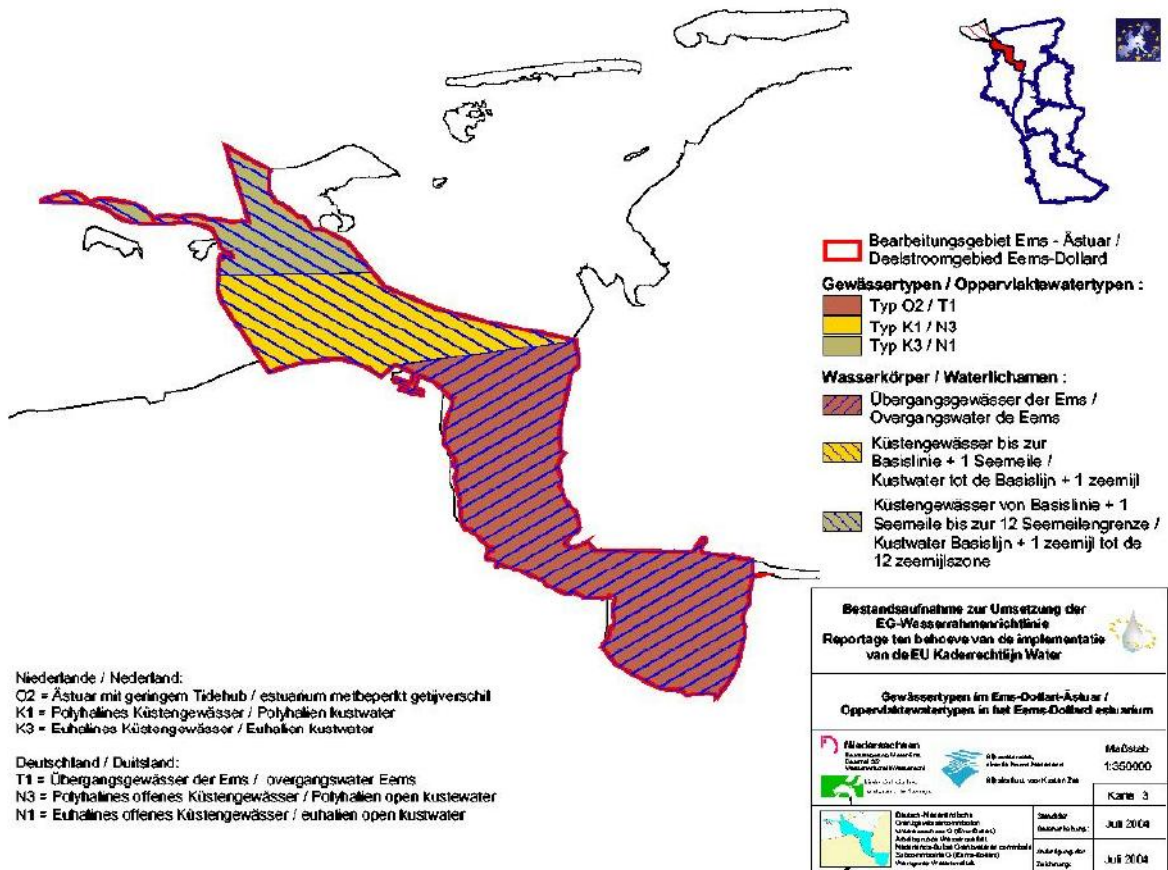 Bearbeitungsgebiet Ems - Ästuar /
Deelstroomgebied Eems-Dollard
Gewässertypen / Oppervlaktewatertypen :
Typ O2 / T1
Typ K1 / N3
Typ K3 / N1
Wasserkörper / Waterlichamen :
Übergangsgewässer der Ems /
Overgangswater de Eems
Küstengewässer bis zur
Basislinie + 1 Seemeile /
Kustwater tot de Basislijn + 1 zeemijl
Küstengewässer von Basislinie + 1
Seemeile bis zur 12 Seemeilengrenze /
Kustwater Basislijn + 1 zeemijl tot de
12 zeemijlszone
Bestandsaufnahme zur Umsetzung der
EG-Wasserrahmenrichtlinie
Reportage ten behoeve van de implementatie
van de EU Kaderrechtlijn Water
Gewässertypen im Ems-Dollart-Ästuar /
Oppervlaktewatertypen in het Eems-Dollard estuarium
Niedersachsen
Maßstab
1:350000
Karte 3
Juli 2004
Juli 2004
Niederlande / Nederland:
O2 = Ästuar mit geringem Tidehub / estuarium met beperkt getijverschil
K1 = Polyhalines Küstengewässer / Polyhalien kustwater
K3 = Euhalines Küstengewässer / Euhalien kustwater
Deutschland / Duitsland:
T1 = Übergangsgewässer der Ems / overgangswater Eems
N3 = Polyhalines offenes Küstengewässer / Polyhalien open kustewater
N1 = Euhalines offenes Küstengewässer / euhalien open kustwater